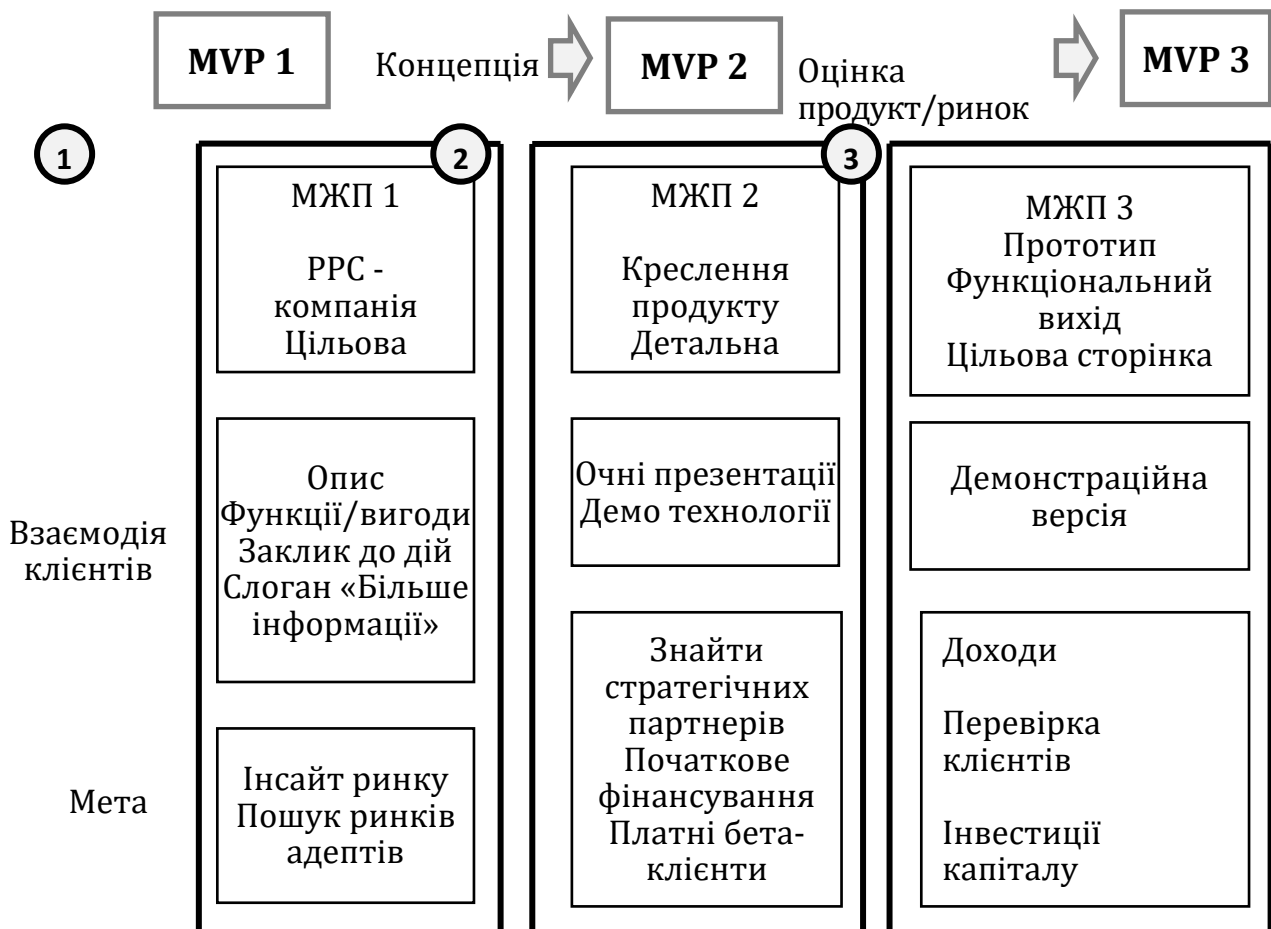 MVP 1
Концепція
MVP 2
Оцінка
продукт/ринок
MVP 3
1
2
3
МЖП 1
PPC -
компанія
Цільова
МЖП 2
Креслення
продукту
Детальна
МЖП 3
Прототип
Функціональний
вихід
Цільова сторінка
Взаємодія
клієнтів
Опис
Функції/вигоди
Заклик до дій
Слоган «Більше
інформації»
Очні презентації
Демо технології
Демонстраційна
версія
Мета
Інсайт ринку
Пошук ринків
адептів
Знайти
стратегічних
партнерів
Початкове
фінансування
Платні бета-
клієнти
Доходи
Перевірка
клієнтів
Інвестиції
капіталу